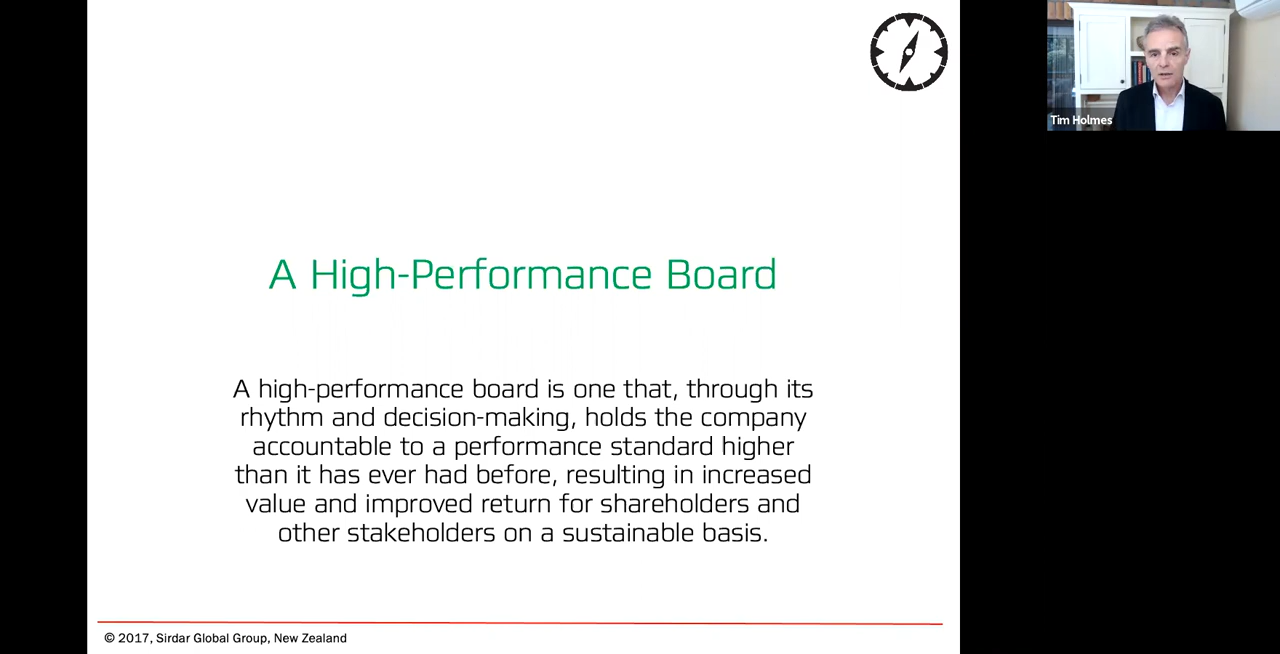 A High-Performance Board
A high-performance board is one that, through its
rhythm and decision-making, holds the company
accountable to a performance standard higher
than it has ever had before, resulting in increased
value and improved return for shareholders and
other stakeholders on a sustainable basis.
© 2017, Sirdar Global Group, New Zealand
Tim Holmes